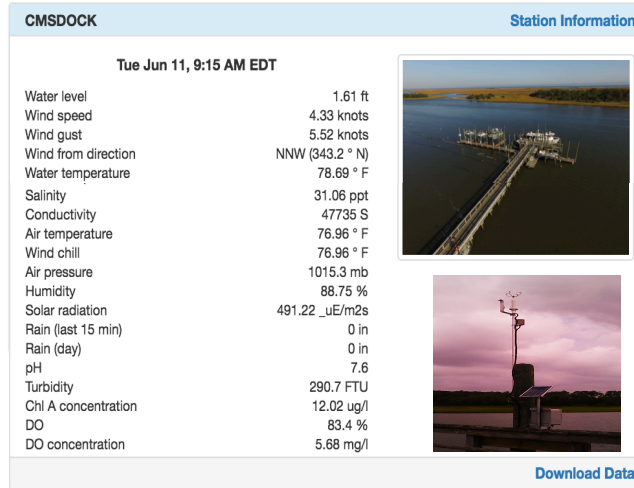 CMSDOCK Station Information
Tue Jun 11, 9:15 AM EDT
Water level 1.61 ft
Wind speed 4.33 knots
Wind gust 5.52 knots
Wind from direction NNW (343.2 ° N)
Water temperature 78.69 ° F
Salinity 31.06 ppt
Conductivity 47735 S
Air temperature 76.96 ° F
Wind chill 76.96 ° F
Air pressure 1015.3 mb
Humidity 88.75 %
Solar radiation 491.22 _uE/m2s
Rain (last 15 min) 0 in
Rain (day) 0 in
pH 7.6
Turbidity 290.7 FTU
Chl A concentration 12.02 ug/l
DO 83.4 %
DO concentration 5.68 mg/l
Download Data